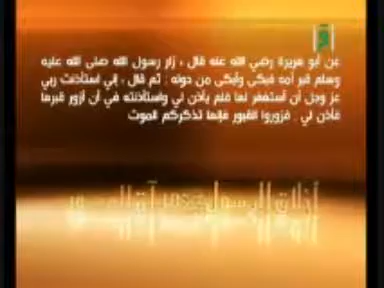 عن أبو هريرة رضي الله عنه قال ، زار رسول الله صلى الله عليه
وسلم قبر أمه فبكى وأبكى من حوله : ثم قال ، إني استأذنت ربي
عز وجل أن أستغفر لها فلم يأذن لي واستأذنته في أن أزور قبرها
فأذن لي . فزوروا القبور فإنها تذكركم الموت